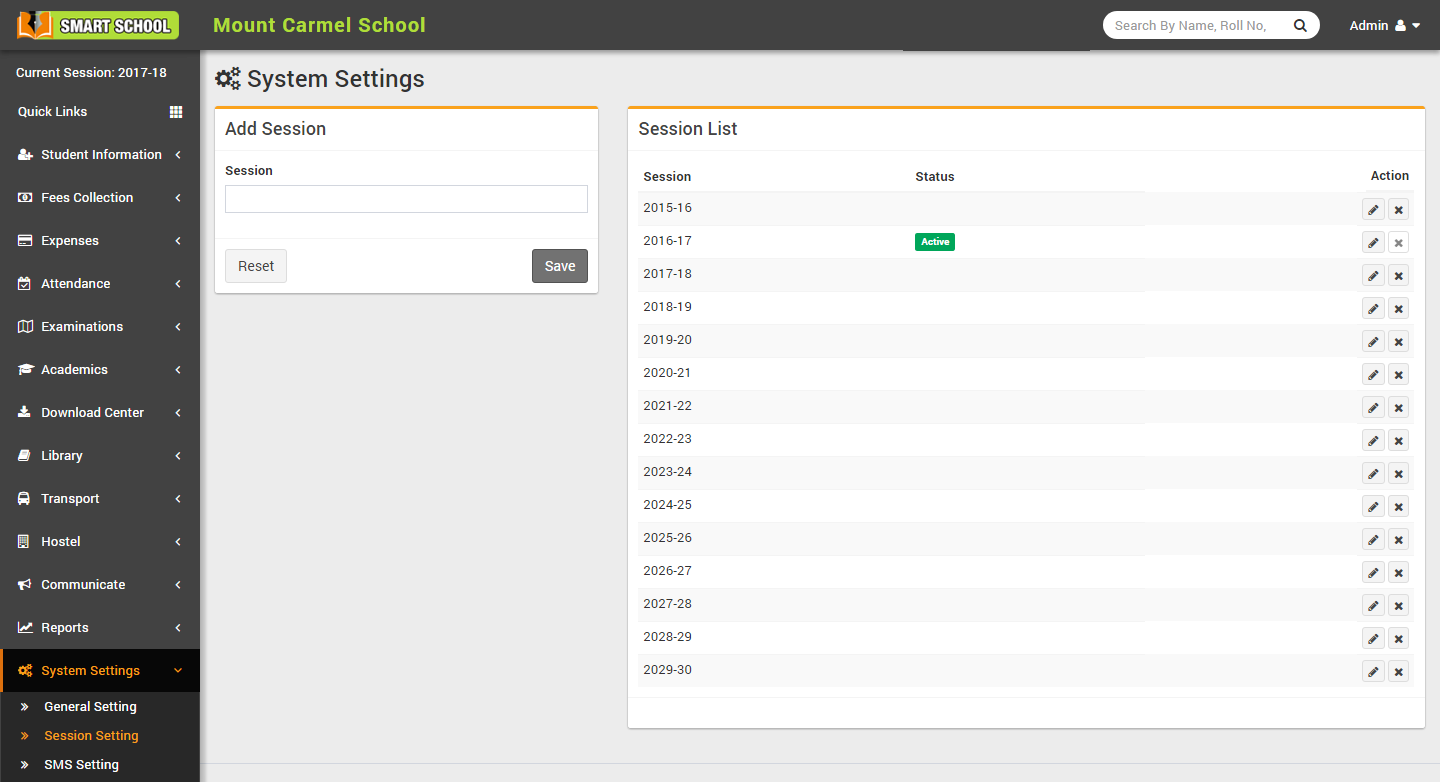 SMART SCHOOL
Mount Carmel School
Search By Name, Roll No,
Admin
Current Session: 2017-18
Quick Links
Student Information
Fees Collection
Expenses
Attendance
Examinations
Academics
Download Center
Library
Transport
Hostel
Communicate
Reports
System Settings
General Setting
Session Setting
SMS Setting
System Settings
Add Session
Session
Reset
Save
Session List
Session Status Action
2015-16
2016-17 Active
2017-18
2018-19
2019-20
2020-21
2021-22
2022-23
2023-24
2024-25
2025-26
2026-27
2027-28
2028-29
2029-30